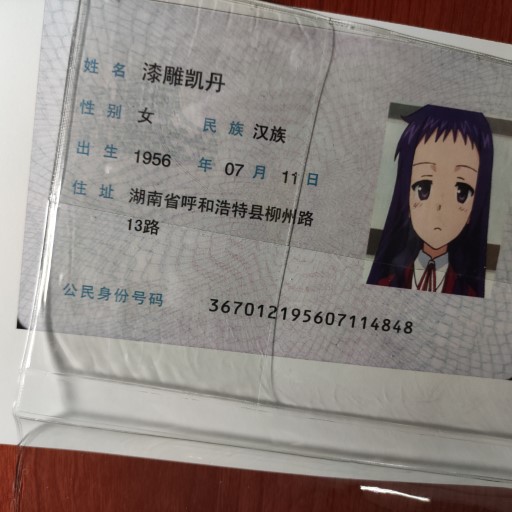 姓名 漆雕凯丹
性别 女 民族 汉族
出生 1956 年 07 月 11 日
住址 湖南省呼和浩特县柳州路
13路
公民身份号码 367012195607114848